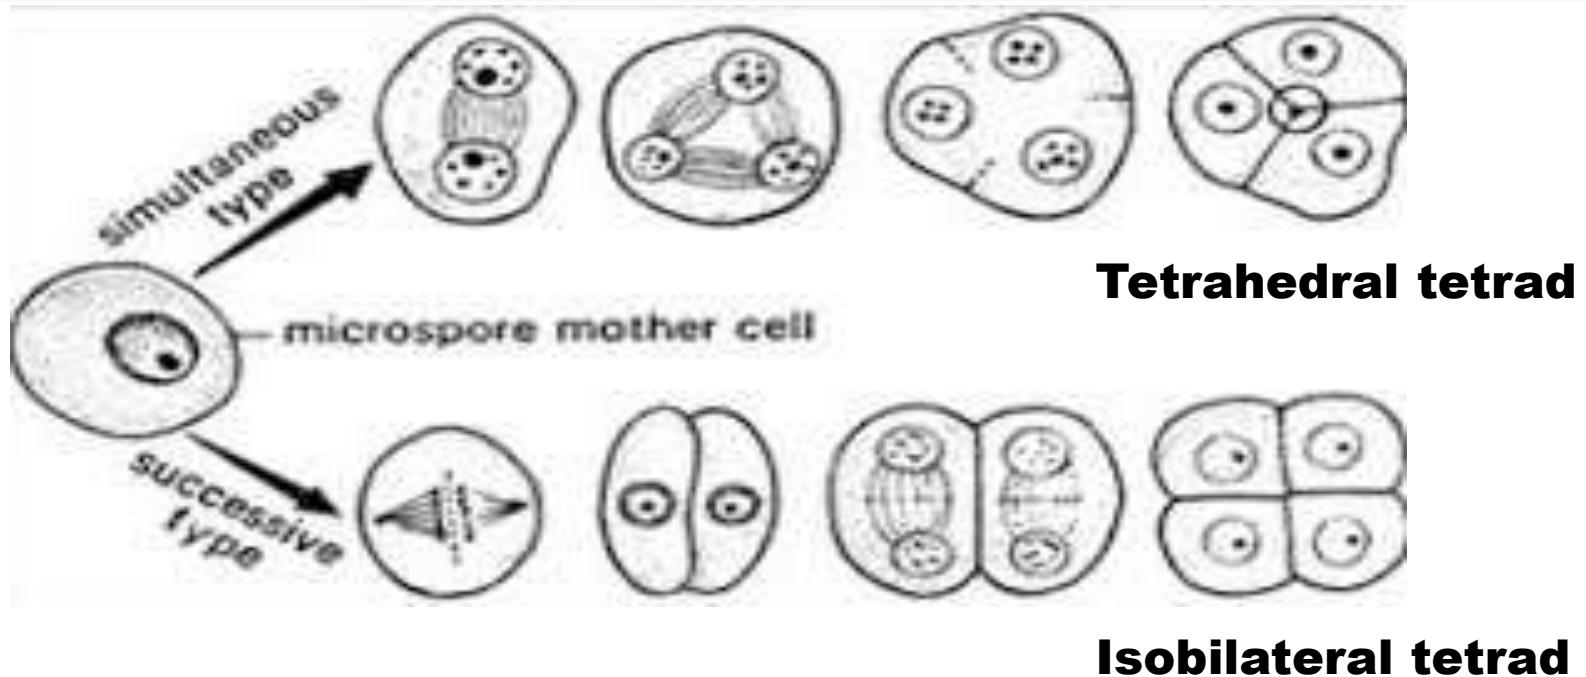 simultaneous
type
Tetrahedral tetrad
microspore mother cell
successive
type
Isobilateral tetrad